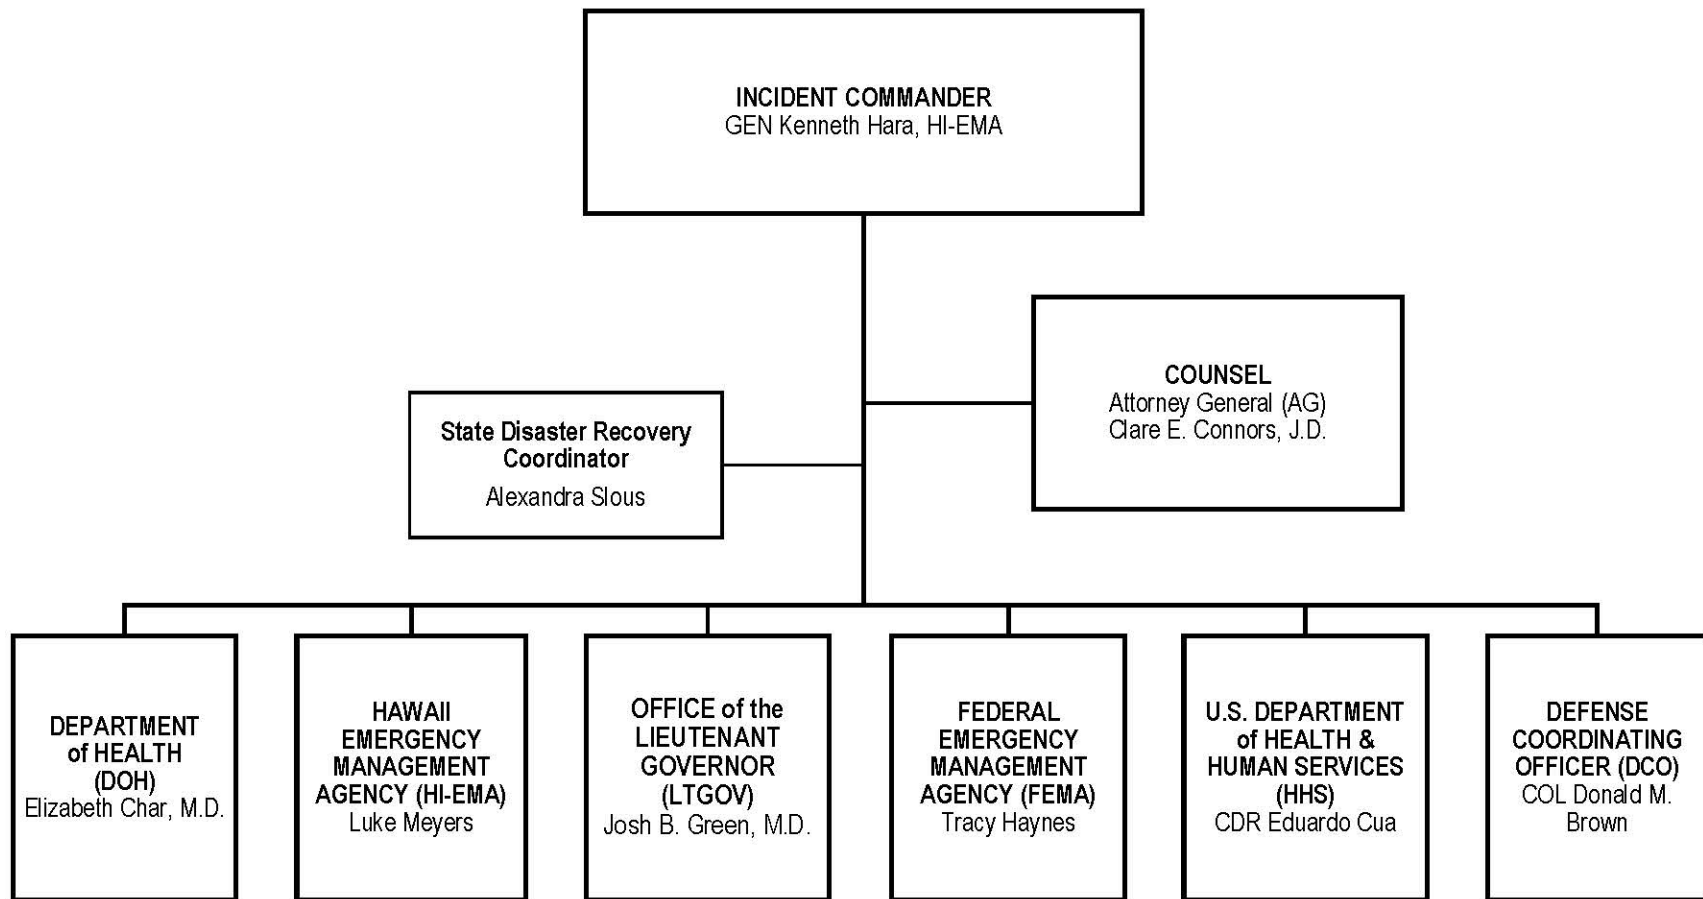 INCIDENT COMMANDER
GEN Kenneth Hara, HI-EMA
COUNSEL
Attorney General (AG)
Clare E. Connors, J.D.
State Disaster Recovery
Coordinator
Alexandra Slous
DEPARTMENT
of HEALTH
(DOH)
Elizabeth Char, M.D.
HAWAII
EMERGENCY
MANAGEMENT
AGENCY (HI-EMA)
Luke Meyers
OFFICE of the
LIEUTENANT
GOVERNOR
(LTGOV)
Josh B. Green, M.D.
FEDERAL
EMERGENCY
MANAGEMENT
AGENCY (FEMA)
Tracy Haynes
U.S. DEPARTMENT
of HEALTH &
HUMAN SERVICES
(HHS)
CDR Eduardo Cua
DEFENSE
COORDINATING
OFFICER (DCO)
COL Donald M.
Brown